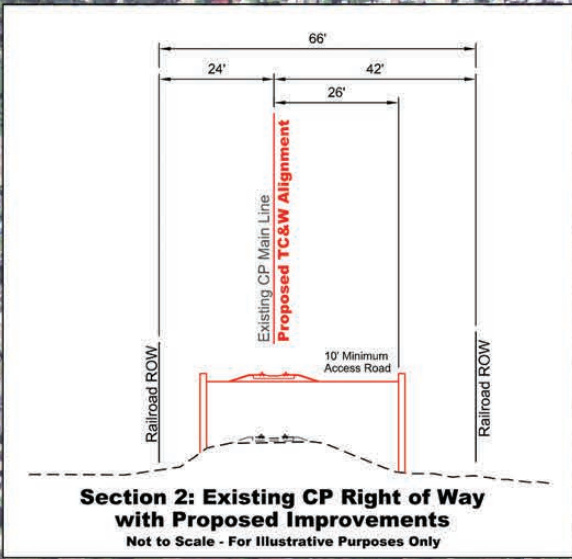 66'
24'
42'
26'
Existing CP Main Line
Proposed TC&W Alignment
10' Minimum
Access Road
Railroad ROW
Railroad ROW
Section 2: Existing CP Right of Way
with Proposed Improvements
Not to Scale - For Illustrative Purposes Only